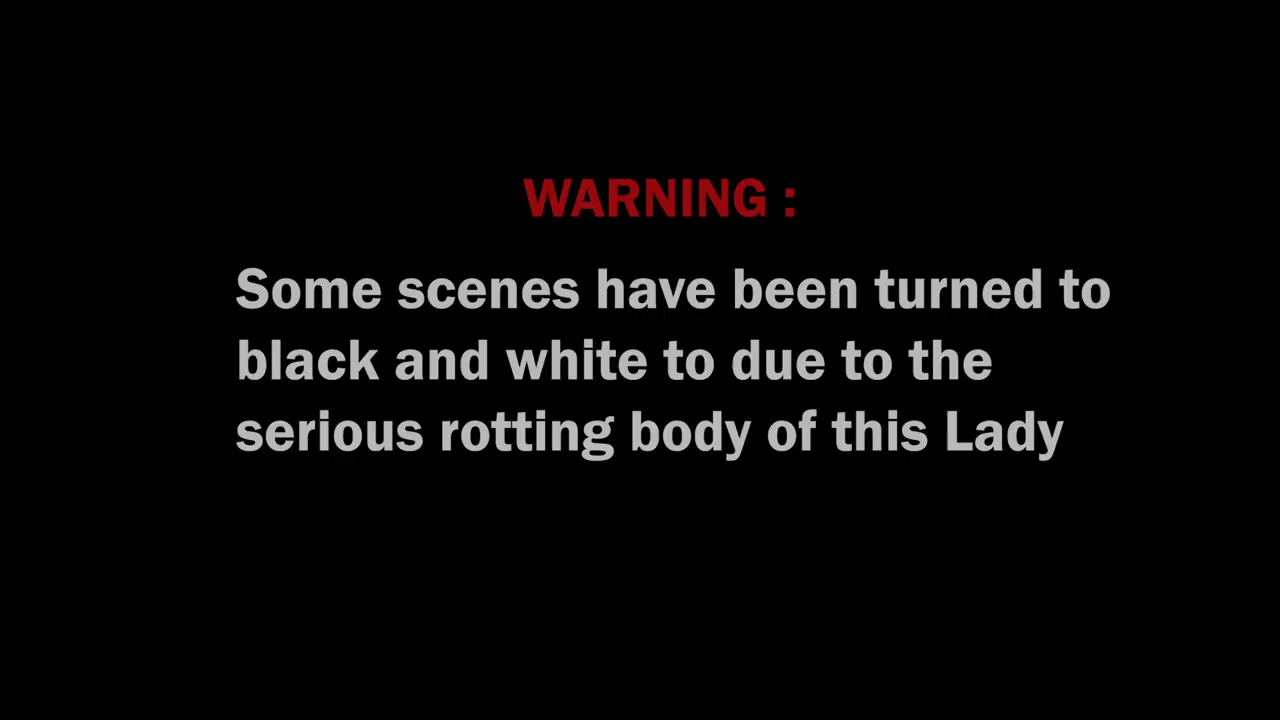 WARNING :
Some scenes have been turned to
black and white to due to the
serious rotting body of this Lady